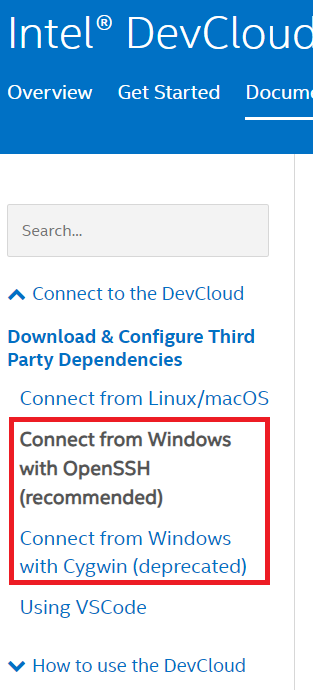 Intel® DevCloud
Overview Get Started Docume
Search...
Connect to the DevCloud
Download & Configure Third
Party Dependencies
Connect from Linux/macOS
Connect from Windows
with OpenSSH
(recommended)
Connect from Windows
with Cygwin (deprecated)
Using VSCode
How to use the DevCloud